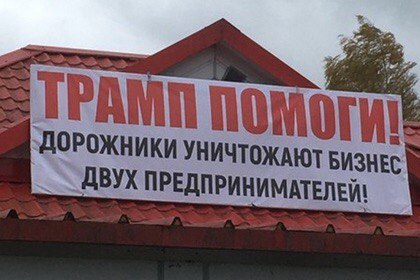 ТРАМП ПОМОГИ!
ДОРОЖНИКИ УНИЧТОЖАЮТ БИЗНЕС
ДВУХ ПРЕДПРИНИМАТЕЛЕЙ!